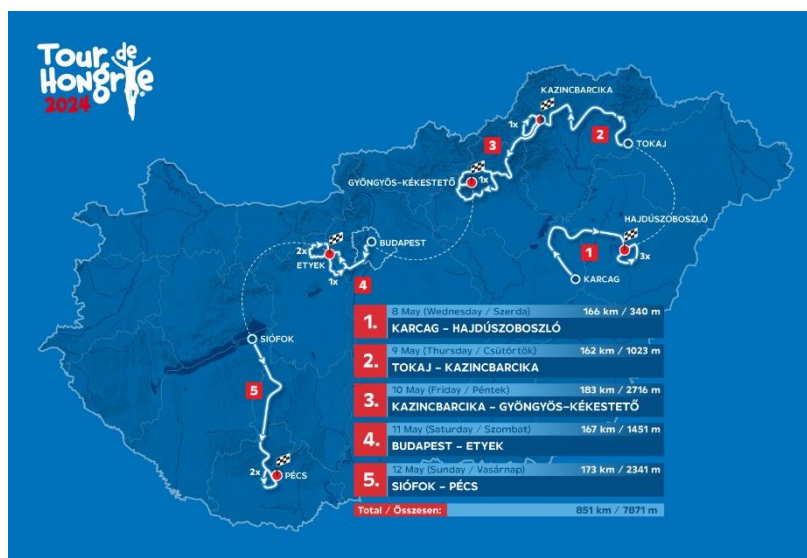 Tour de
HONGRIE
2024
KAZINCBARCIKA
1x
3
2
TOKAJ
GYÖNGYÖS-KÉKESTETŐ
1x
HAJDÚSZOBOSZLÓ
BUDAPEST
2x
ETYEK
1x
1
3x
KARCAG
4
SIÓFOK
5
2x
PÉCS
1.
8 May (Wednesday / Szerda) 166 km / 340 m
KARCAG – HAJDÚSZOBOSZLÓ
2.
9 May (Thursday / Csütörtök) 162 km / 1023 m
TOKAJ – KAZINCBARCIKA
3.
10 May (Friday / Péntek) 183 km / 2716 m
KAZINCBARCIKA – GYÖNGYÖS-KÉKESTETŐ
4.
11 May (Saturday / Szombat) 167 km / 1451 m
BUDAPEST – ETYEK
5.
12 May (Sunday / Vasárnap) 173 km / 2341 m
SIÓFOK – PÉCS
Total / Összesen: 851 km / 7871 m